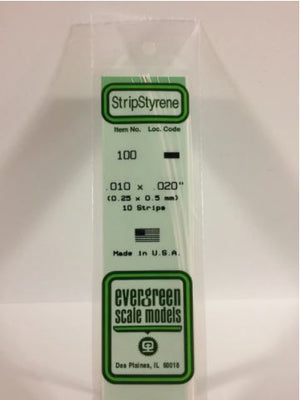 StripStyrene
Item No. Loc. Code
100
.010 x .020"
(0.25 x 0.5 mm)
10 Strips
Made in U.S.A.
evergreen
scale models
Des Plaines, IL 60018